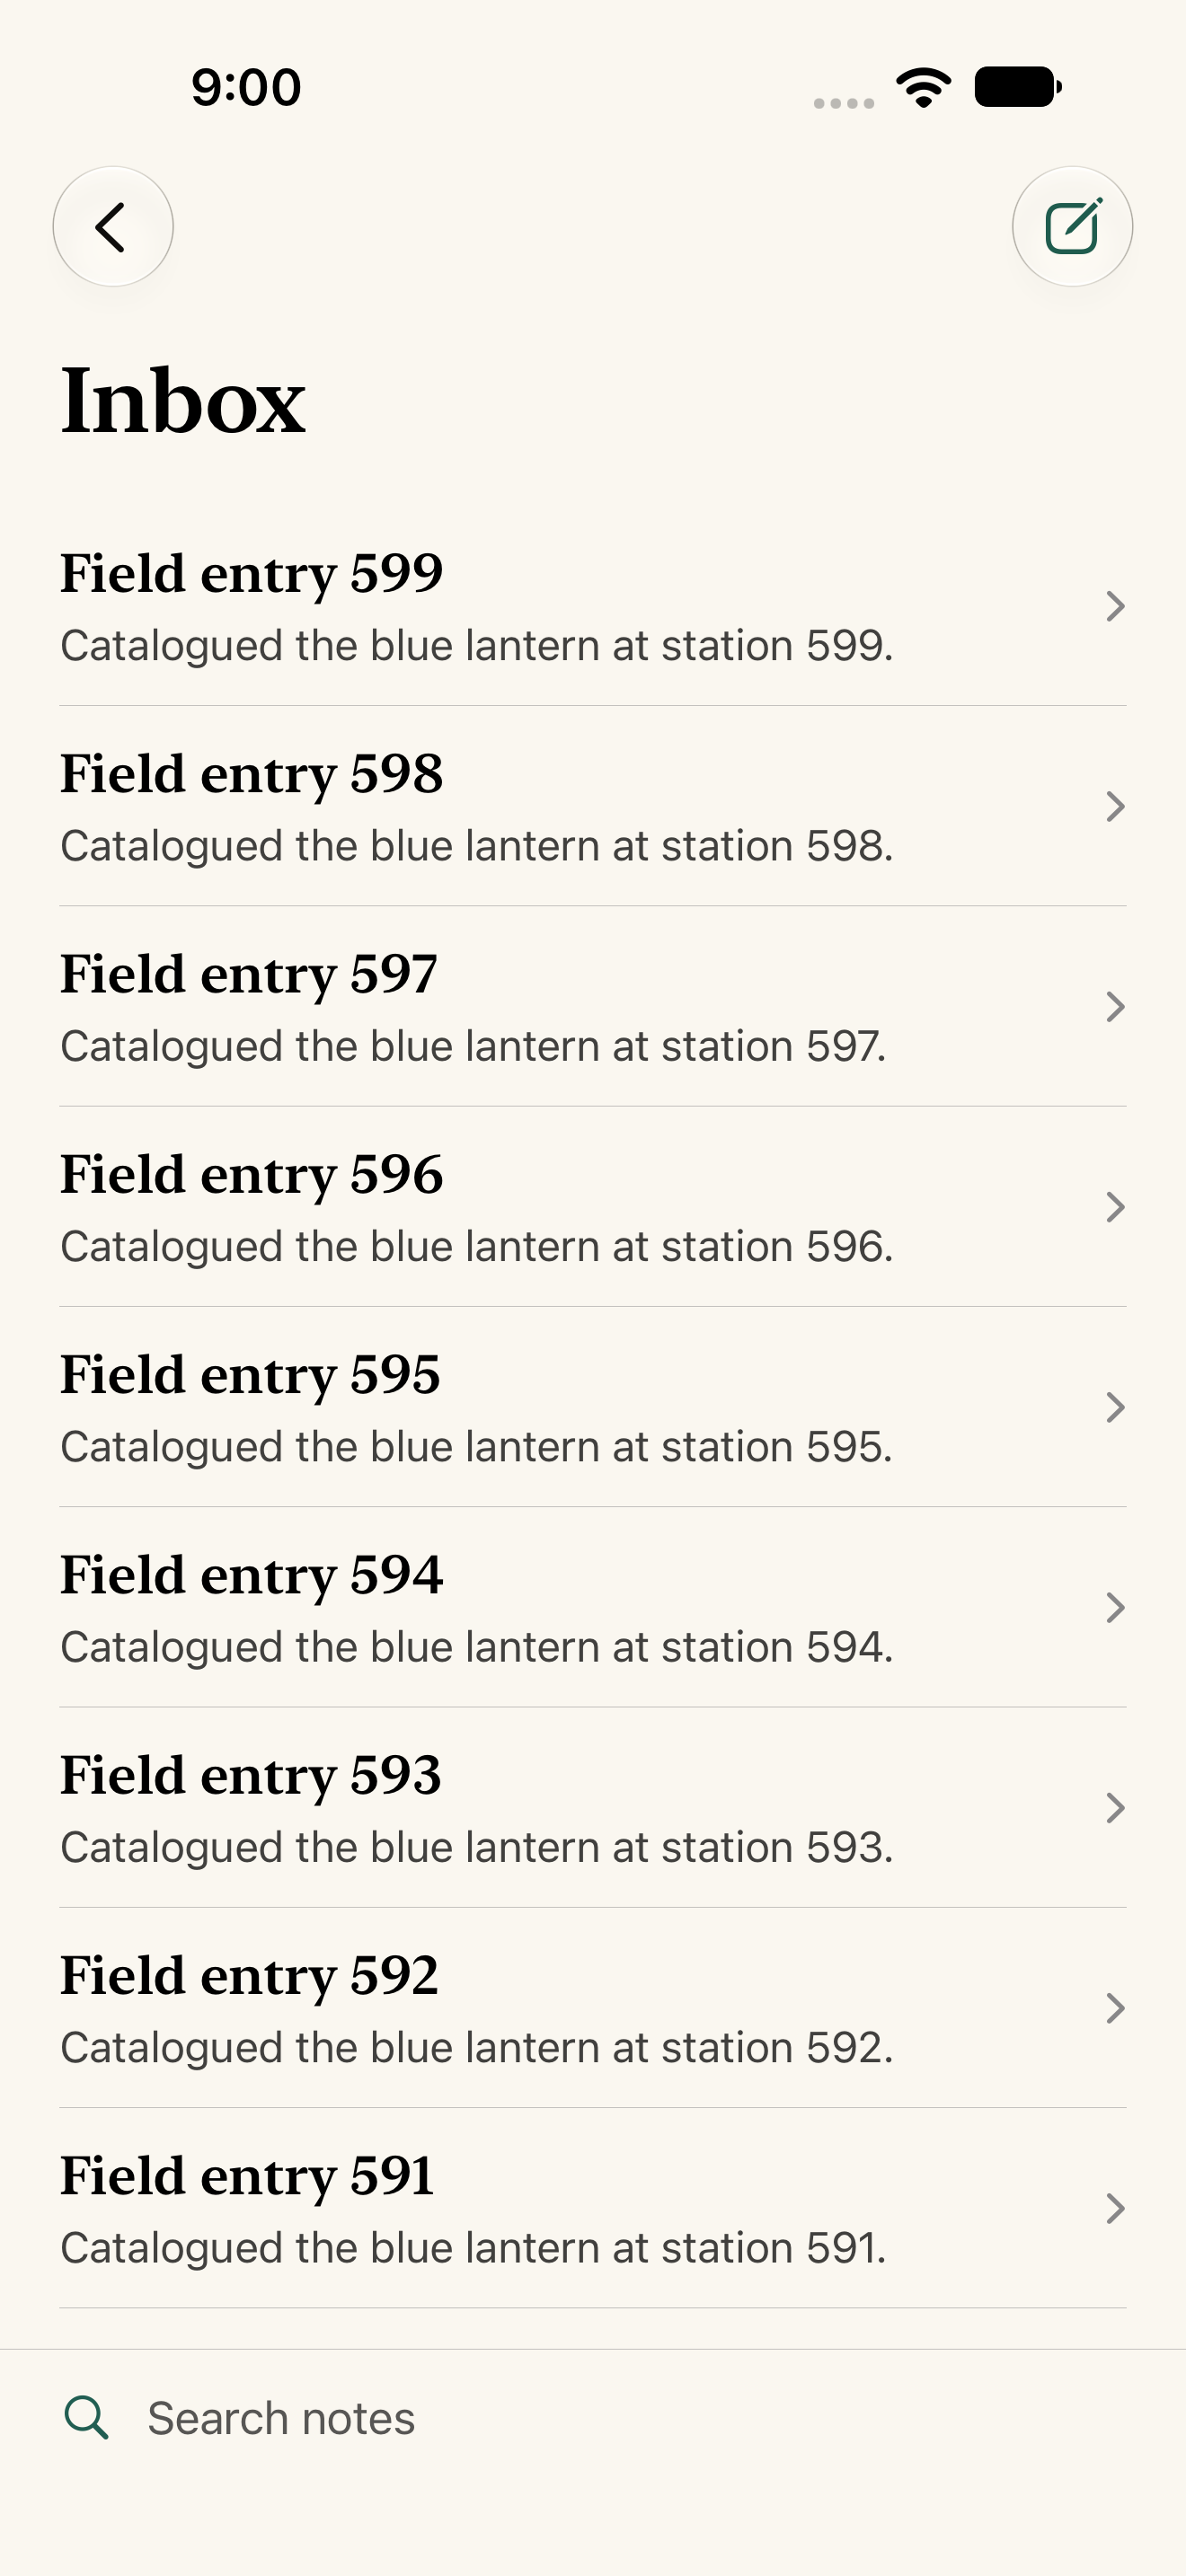 9:00
Inbox
Field entry 599
Catalogued the blue lantern at station 599.
Field entry 598
Catalogued the blue lantern at station 598.
Field entry 597
Catalogued the blue lantern at station 597.
Field entry 596
Catalogued the blue lantern at station 596.
Field entry 595
Catalogued the blue lantern at station 595.
Field entry 594
Catalogued the blue lantern at station 594.
Field entry 593
Catalogued the blue lantern at station 593.
Field entry 592
Catalogued the blue lantern at station 592.
Field entry 591
Catalogued the blue lantern at station 591.
Search notes